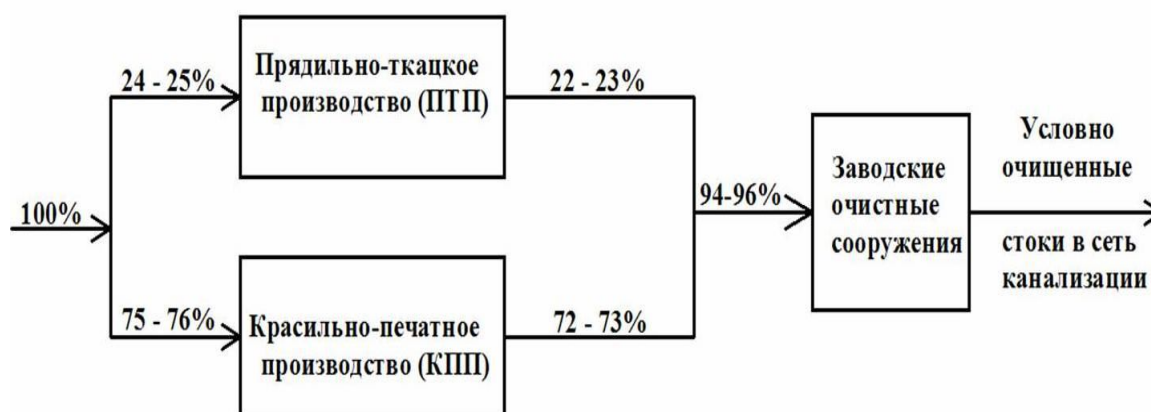 24 - 25%
Прядильно-ткацкое
производство (ПТП)
22 - 23%
100%
94-96%
Заводские
очистные
сооружения
Условно
очищенные
стоки в сеть
канализации
75 - 76%
Красильно-печатное
производство (КПП)
72 - 73%